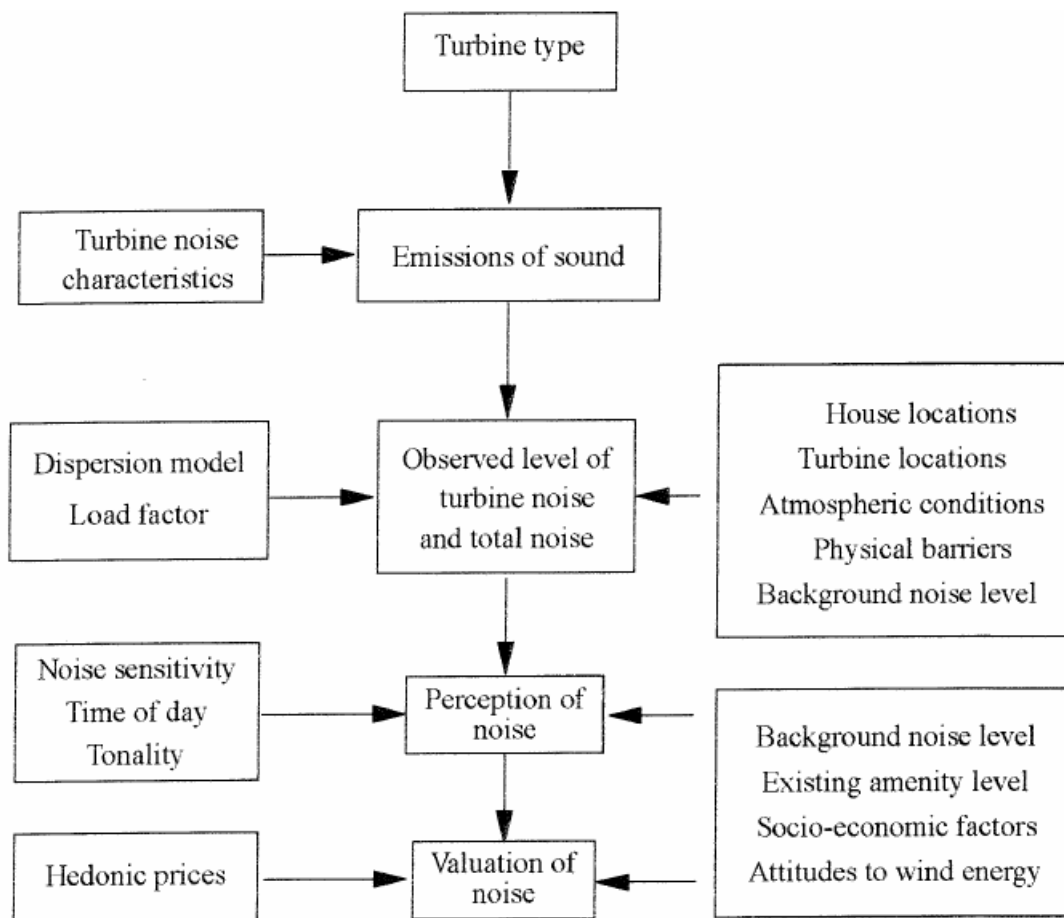 Turbine type
Turbine noise
characteristics
Emissions of sound
Dispersion model
Load factor
Observed level of
turbine noise
and total noise
House locations
Turbine locations
Atmospheric conditions
Physical barriers
Background noise level
Noise sensitivity
Time of day
Tonality
Perception of
noise
Background noise level
Existing amenity level
Socio-economic factors
Attitudes to wind energy
Hedonic prices
Valuation of
noise